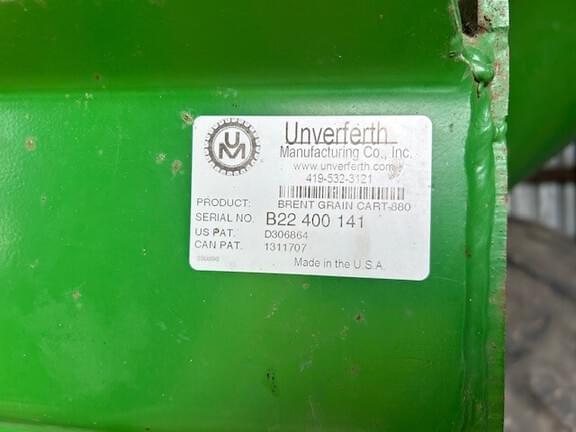 UM
Unverferth
Manufacturing Co., Inc.
www.unverferth.com
419-532-3121
PRODUCT: BRENT GRAIN CART-880
SERIAL NO. B22 400 141
US PAT. D306864
CAN PAT. 1311707
Made in the U.S.A.